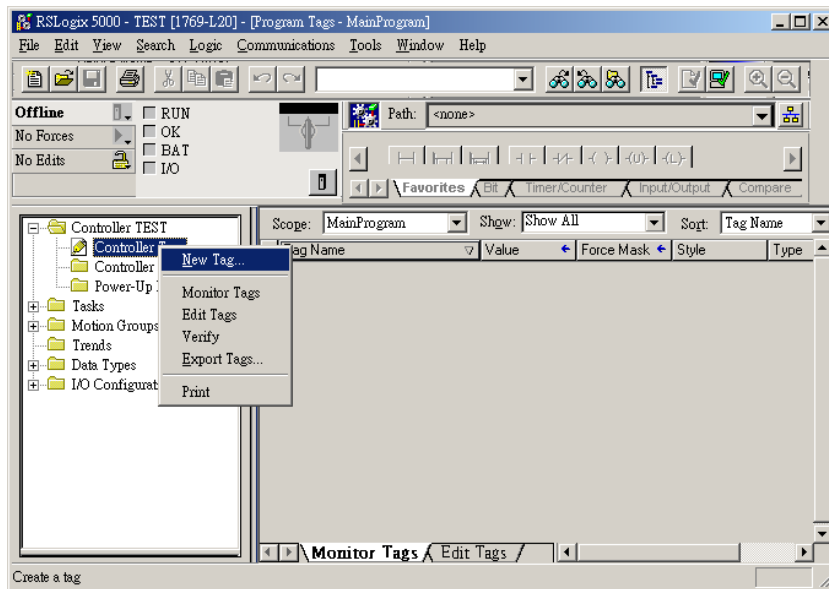 RSLogix 5000 - TEST [1769-L20] - [Program Tags - MainProgram]
File Edit View Search Logic Communications Tools Window Help
Offline
RUN
No Forces
OK
No Edits
BAT
I/O
Path: <none>
Favorites Bit Timer/Counter Input/Output Compare
Controller TEST
Controller
Controller
Power-Up
Tasks
Motion Groups
Trends
Data Types
I/O Configurat
New Tag...
Monitor Tags
Edit Tags
Verify
Export Tags...
Print
Scope: MainProgram Show: Show All Sort: Tag Name
Tag Name Value Force Mask Style Type
Monitor Tags Edit Tags
Create a tag